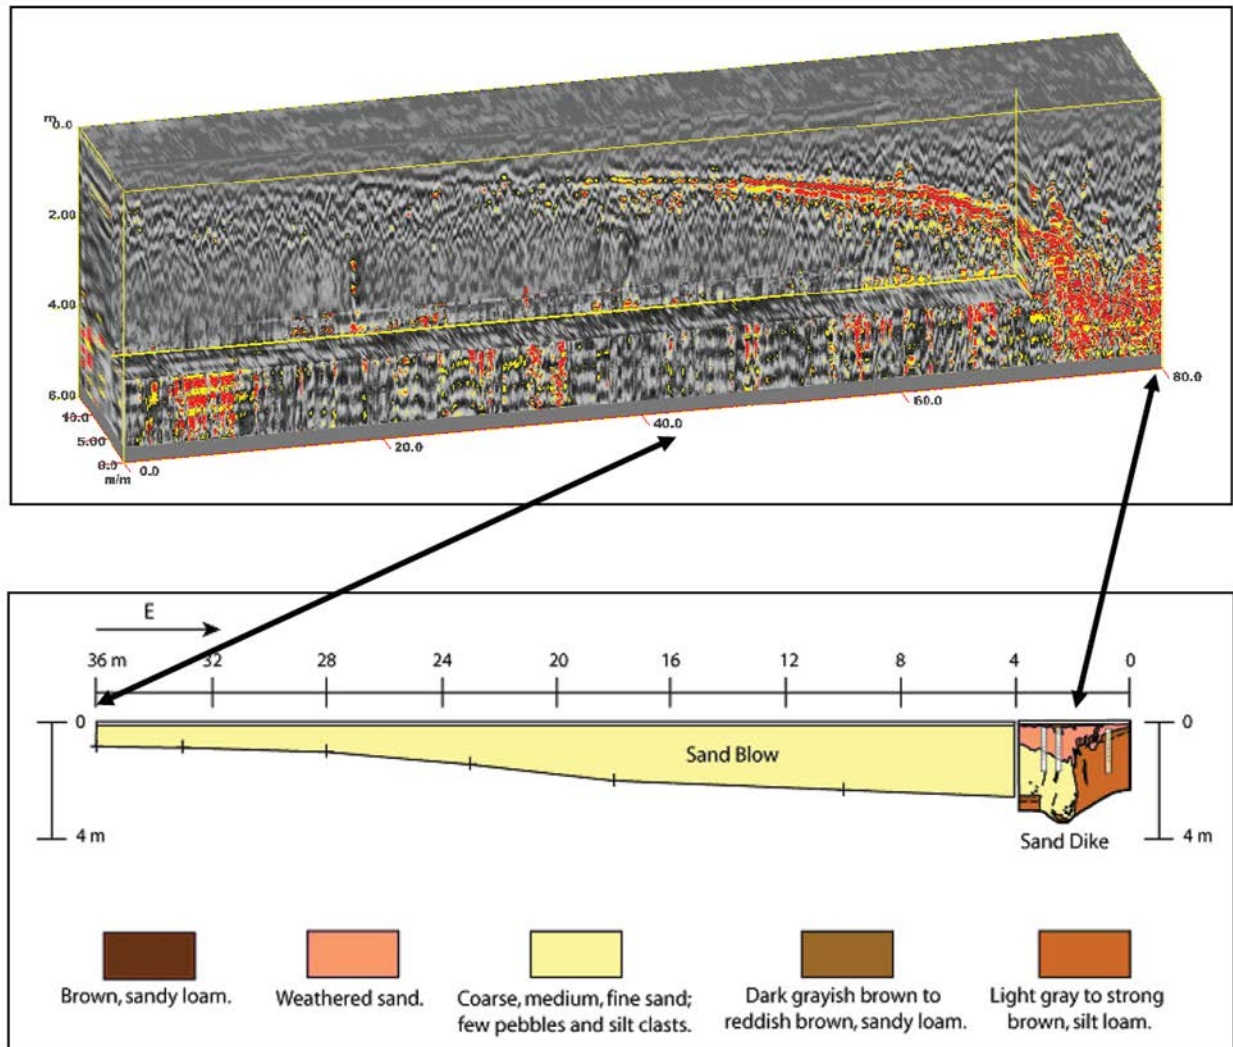 m
0.0
2.00
4.00
6.00
10.0
5.00
0.0
m/m
0.0
20.0
40.0
60.0
80.0
E
36 m 32 28 24 20 16 12 8 4 0
0 0
Sand Blow
4 m 4 m
Sand Dike
Brown, sandy loam.
Weathered sand.
Coarse, medium, fine sand;
few pebbles and silt clasts.
Dark grayish brown to
reddish brown, sandy loam.
Light gray to strong
brown, silt loam.